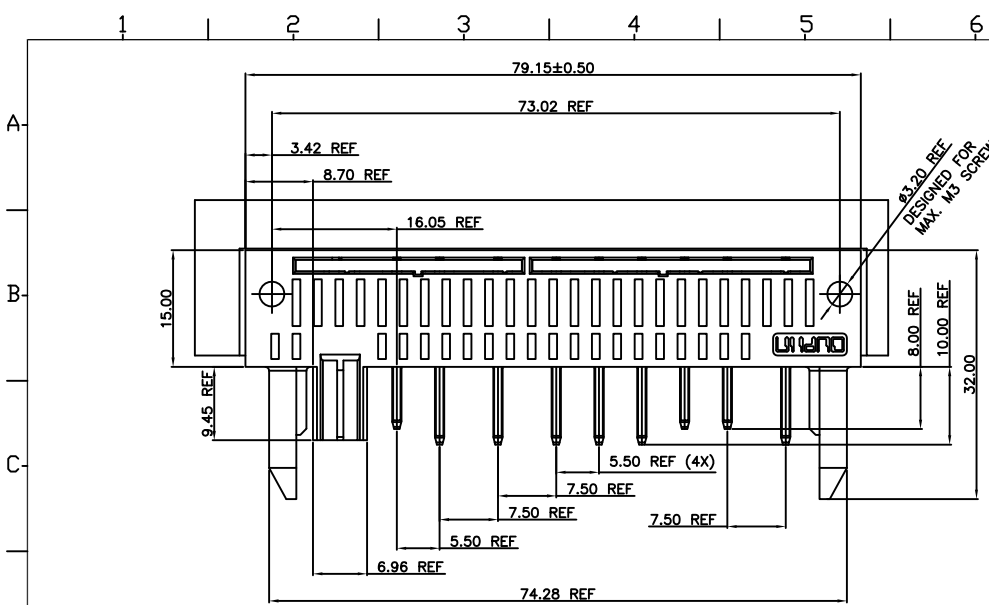 1 2 3 4 5 6
79.15±0.50
73.02 REF
A
3.42 REF
8.70 REF
ø3.20 REF
DESIGNED FOR
MAX. M3 SCREW
16.05 REF
B
15.00
8.00 REF
10.00 REF
32.00
9.45 REF
C
5.50 REF (4X)
7.50 REF
7.50 REF
7.50 REF
5.50 REF
6.96 REF
74.28 REF